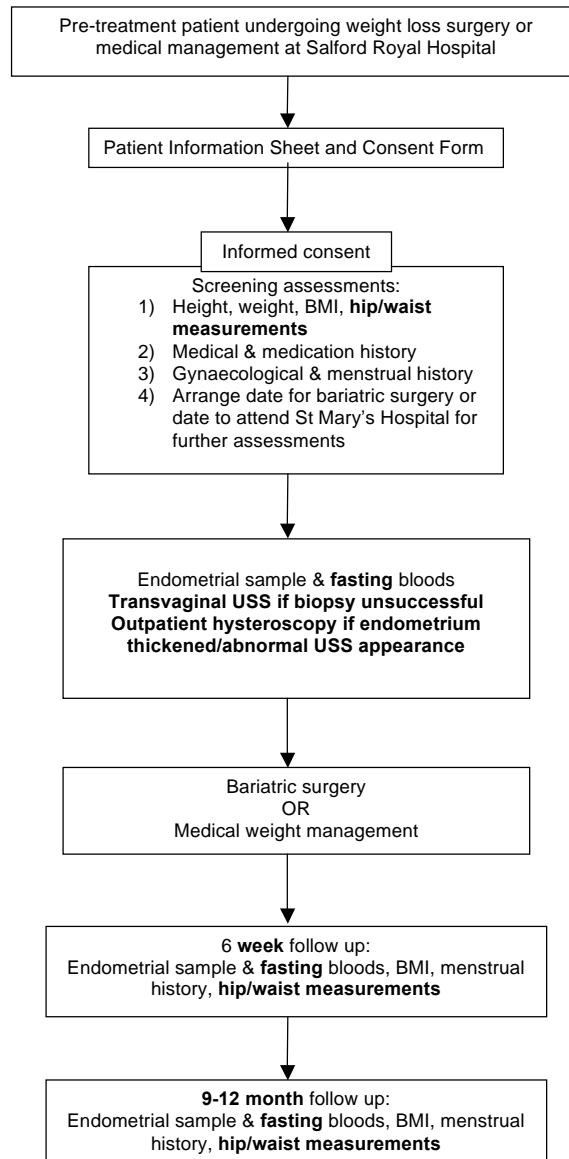 Pre-treatment patient undergoing weight loss surgery or
medical management at Salford Royal Hospital
Patient Information Sheet and Consent Form
Informed consent
Screening assessments:
1) Height, weight, BMI, hip/waist
measurements
2) Medical & medication history
3) Gynaecological & menstrual history
4) Arrange date for bariatric surgery or
date to attend St Mary's Hospital for
further assessments
Endometrial sample & fasting bloods
Transvaginal USS if biopsy unsuccessful
Outpatient hysteroscopy if endometrium
thickened/abnormal USS appearance
Bariatric surgery
OR
Medical weight management
6 week follow up:
Endometrial sample & fasting bloods, BMI, menstrual
history, hip/waist measurements
9-12 month follow up:
Endometrial sample & fasting bloods, BMI, menstrual
history, hip/waist measurements